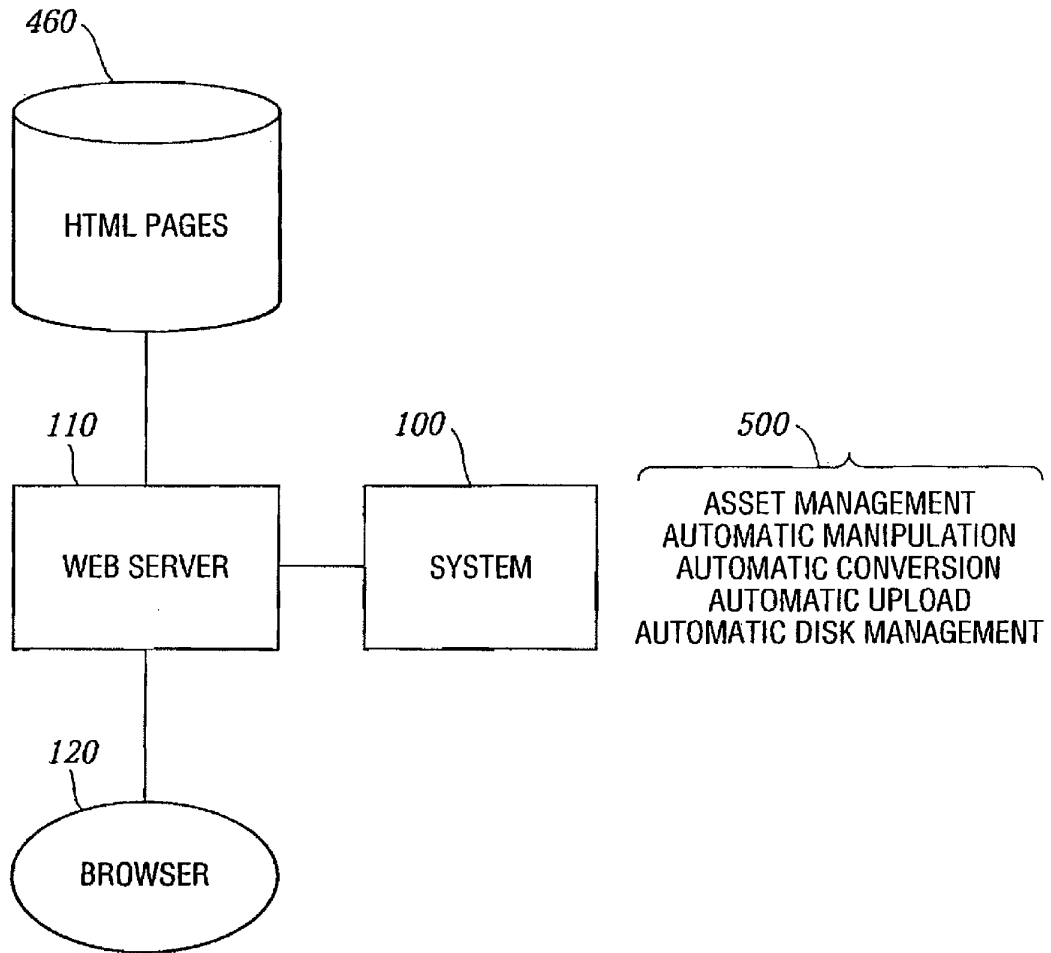 460
HTML PAGES
110
100
500
WEB SERVER
SYSTEM
ASSET MANAGEMENT
AUTOMATIC MANIPULATION
AUTOMATIC CONVERSION
AUTOMATIC UPLOAD
AUTOMATIC DISK MANAGEMENT
120
BROWSER